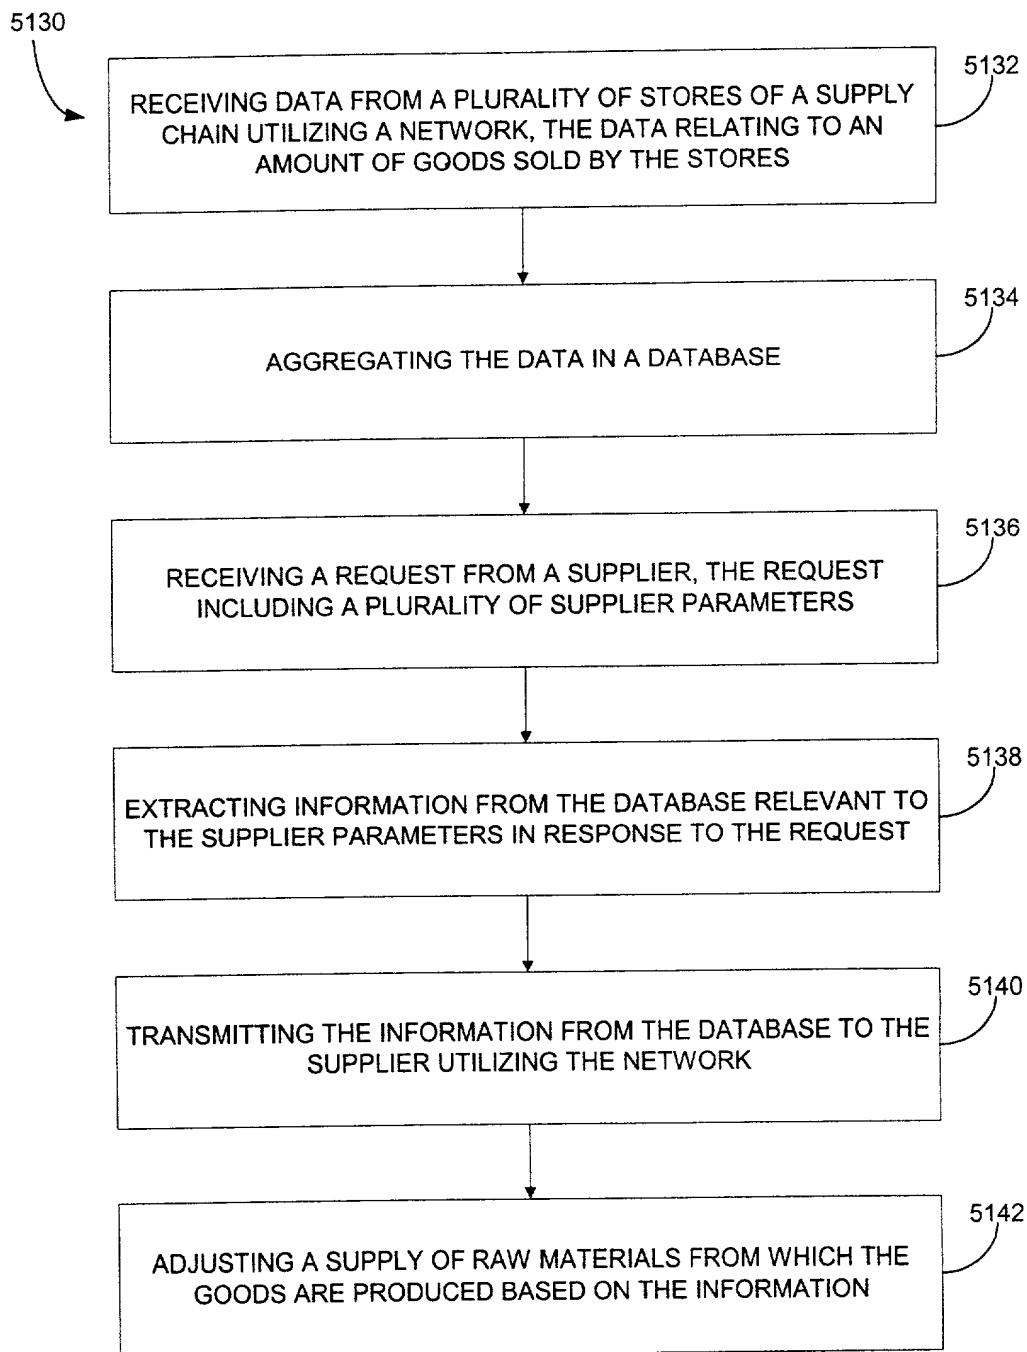 5130
5132
RECEIVING DATA FROM A PLURALITY OF STORES OF A SUPPLY
CHAIN UTILIZING A NETWORK, THE DATA RELATING TO AN
AMOUNT OF GOODS SOLD BY THE STORES
5134
AGGREGATING THE DATA IN A DATABASE
5136
RECEIVING A REQUEST FROM A SUPPLIER, THE REQUEST
INCLUDING A PLURALITY OF SUPPLIER PARAMETERS
5138
EXTRACTING INFORMATION FROM THE DATABASE RELEVANT TO
THE SUPPLIER PARAMETERS IN RESPONSE TO THE REQUEST
5140
TRANSMITTING THE INFORMATION FROM THE DATABASE TO THE
SUPPLIER UTILIZING THE NETWORK
5142
ADJUSTING A SUPPLY OF RAW MATERIALS FROM WHICH THE
GOODS ARE PRODUCED BASED ON THE INFORMATION